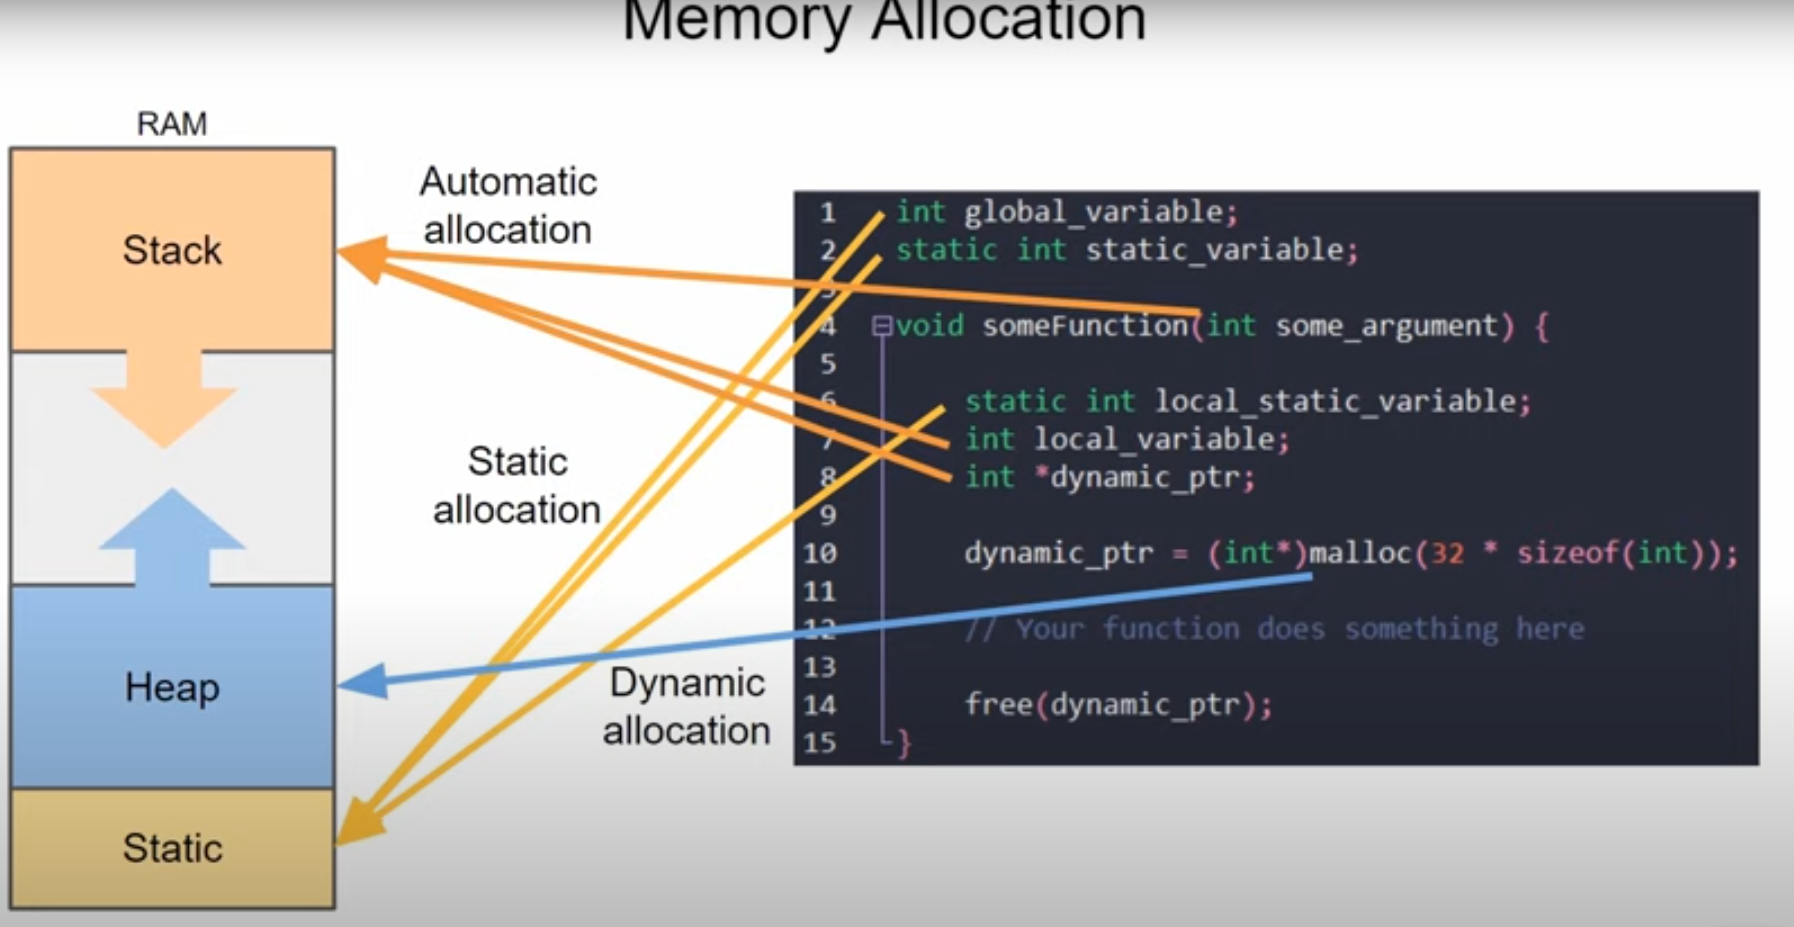 Memory Allocation
RAM
Stack
Heap
Static
Automatic
allocation
Static
allocation
Dynamic
allocation
1 int global_variable;
2 static int static_variable;
3
4 void someFunction(int some_argument) {
5
6 static int local_static_variable;
7 int local_variable;
8 int *dynamic_ptr;
9
10 dynamic_ptr = (int*)malloc(32 * sizeof(int));
11
12 // Your function does something here
13
14 free(dynamic_ptr);
15 }